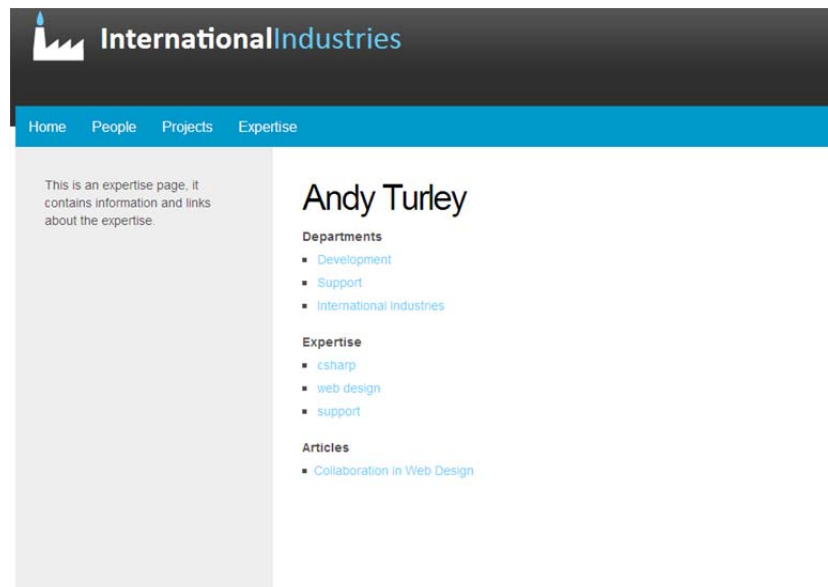 InternationalIndustries
Home People Projects Expertise
This is an expertise page, it
contains information and links
about the expertise.
Andy Turley
Departments
Development
Support
International Industries
Expertise
csharp
web design
support
Articles
Collaboration in Web Design